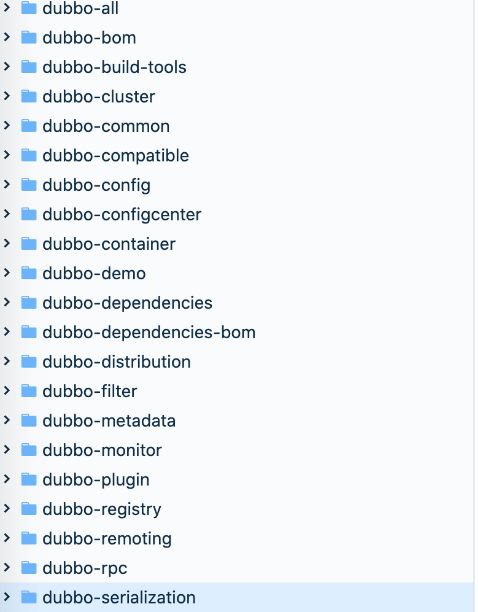 dubbo-all
dubbo-bom
dubbo-build-tools
dubbo-cluster
dubbo-common
dubbo-compatible
dubbo-config
dubbo-configcenter
dubbo-container
dubbo-demo
dubbo-dependencies
dubbo-dependencies-bom
dubbo-distribution
dubbo-filter
dubbo-metadata
dubbo-monitor
dubbo-plugin
dubbo-registry
dubbo-remoting
dubbo-rpc
dubbo-serialization